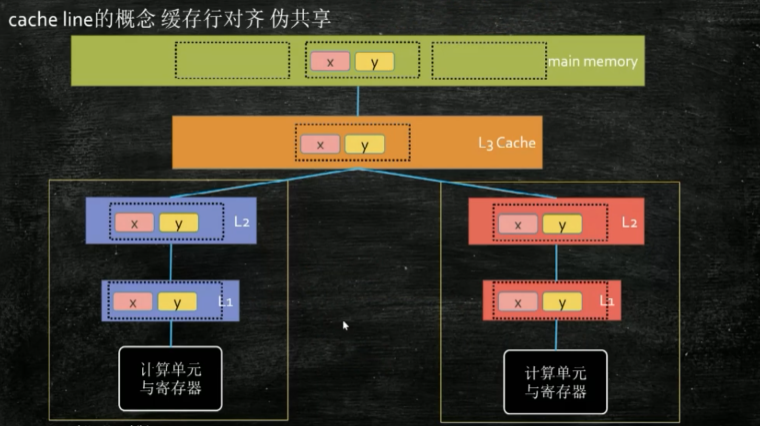 cache line的概念 缓存行对齐 伪共享
x y main memory
x y L3 Cache
x y L2
x y L2
x y L1
x y L1
计算单元
与寄存器
计算单元
与寄存器